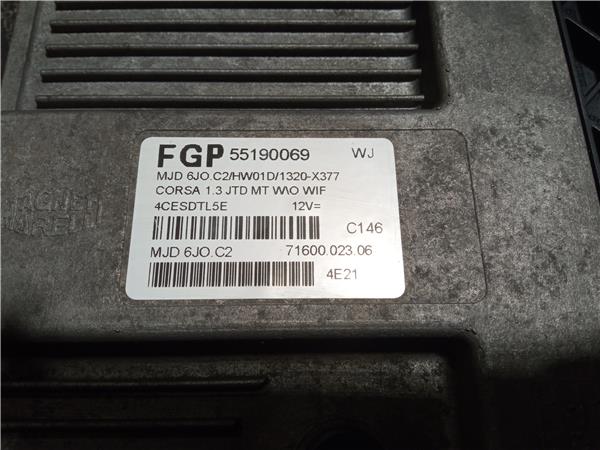 FGP 55190069 WJ
MJD 6JO.C2/HW01D/1320-X377
CORSA 1.3 JTD MT W\O WIF
4CESDTL5E 12V=
C146
MJD 6JO.C2 71600.023.06
4E21